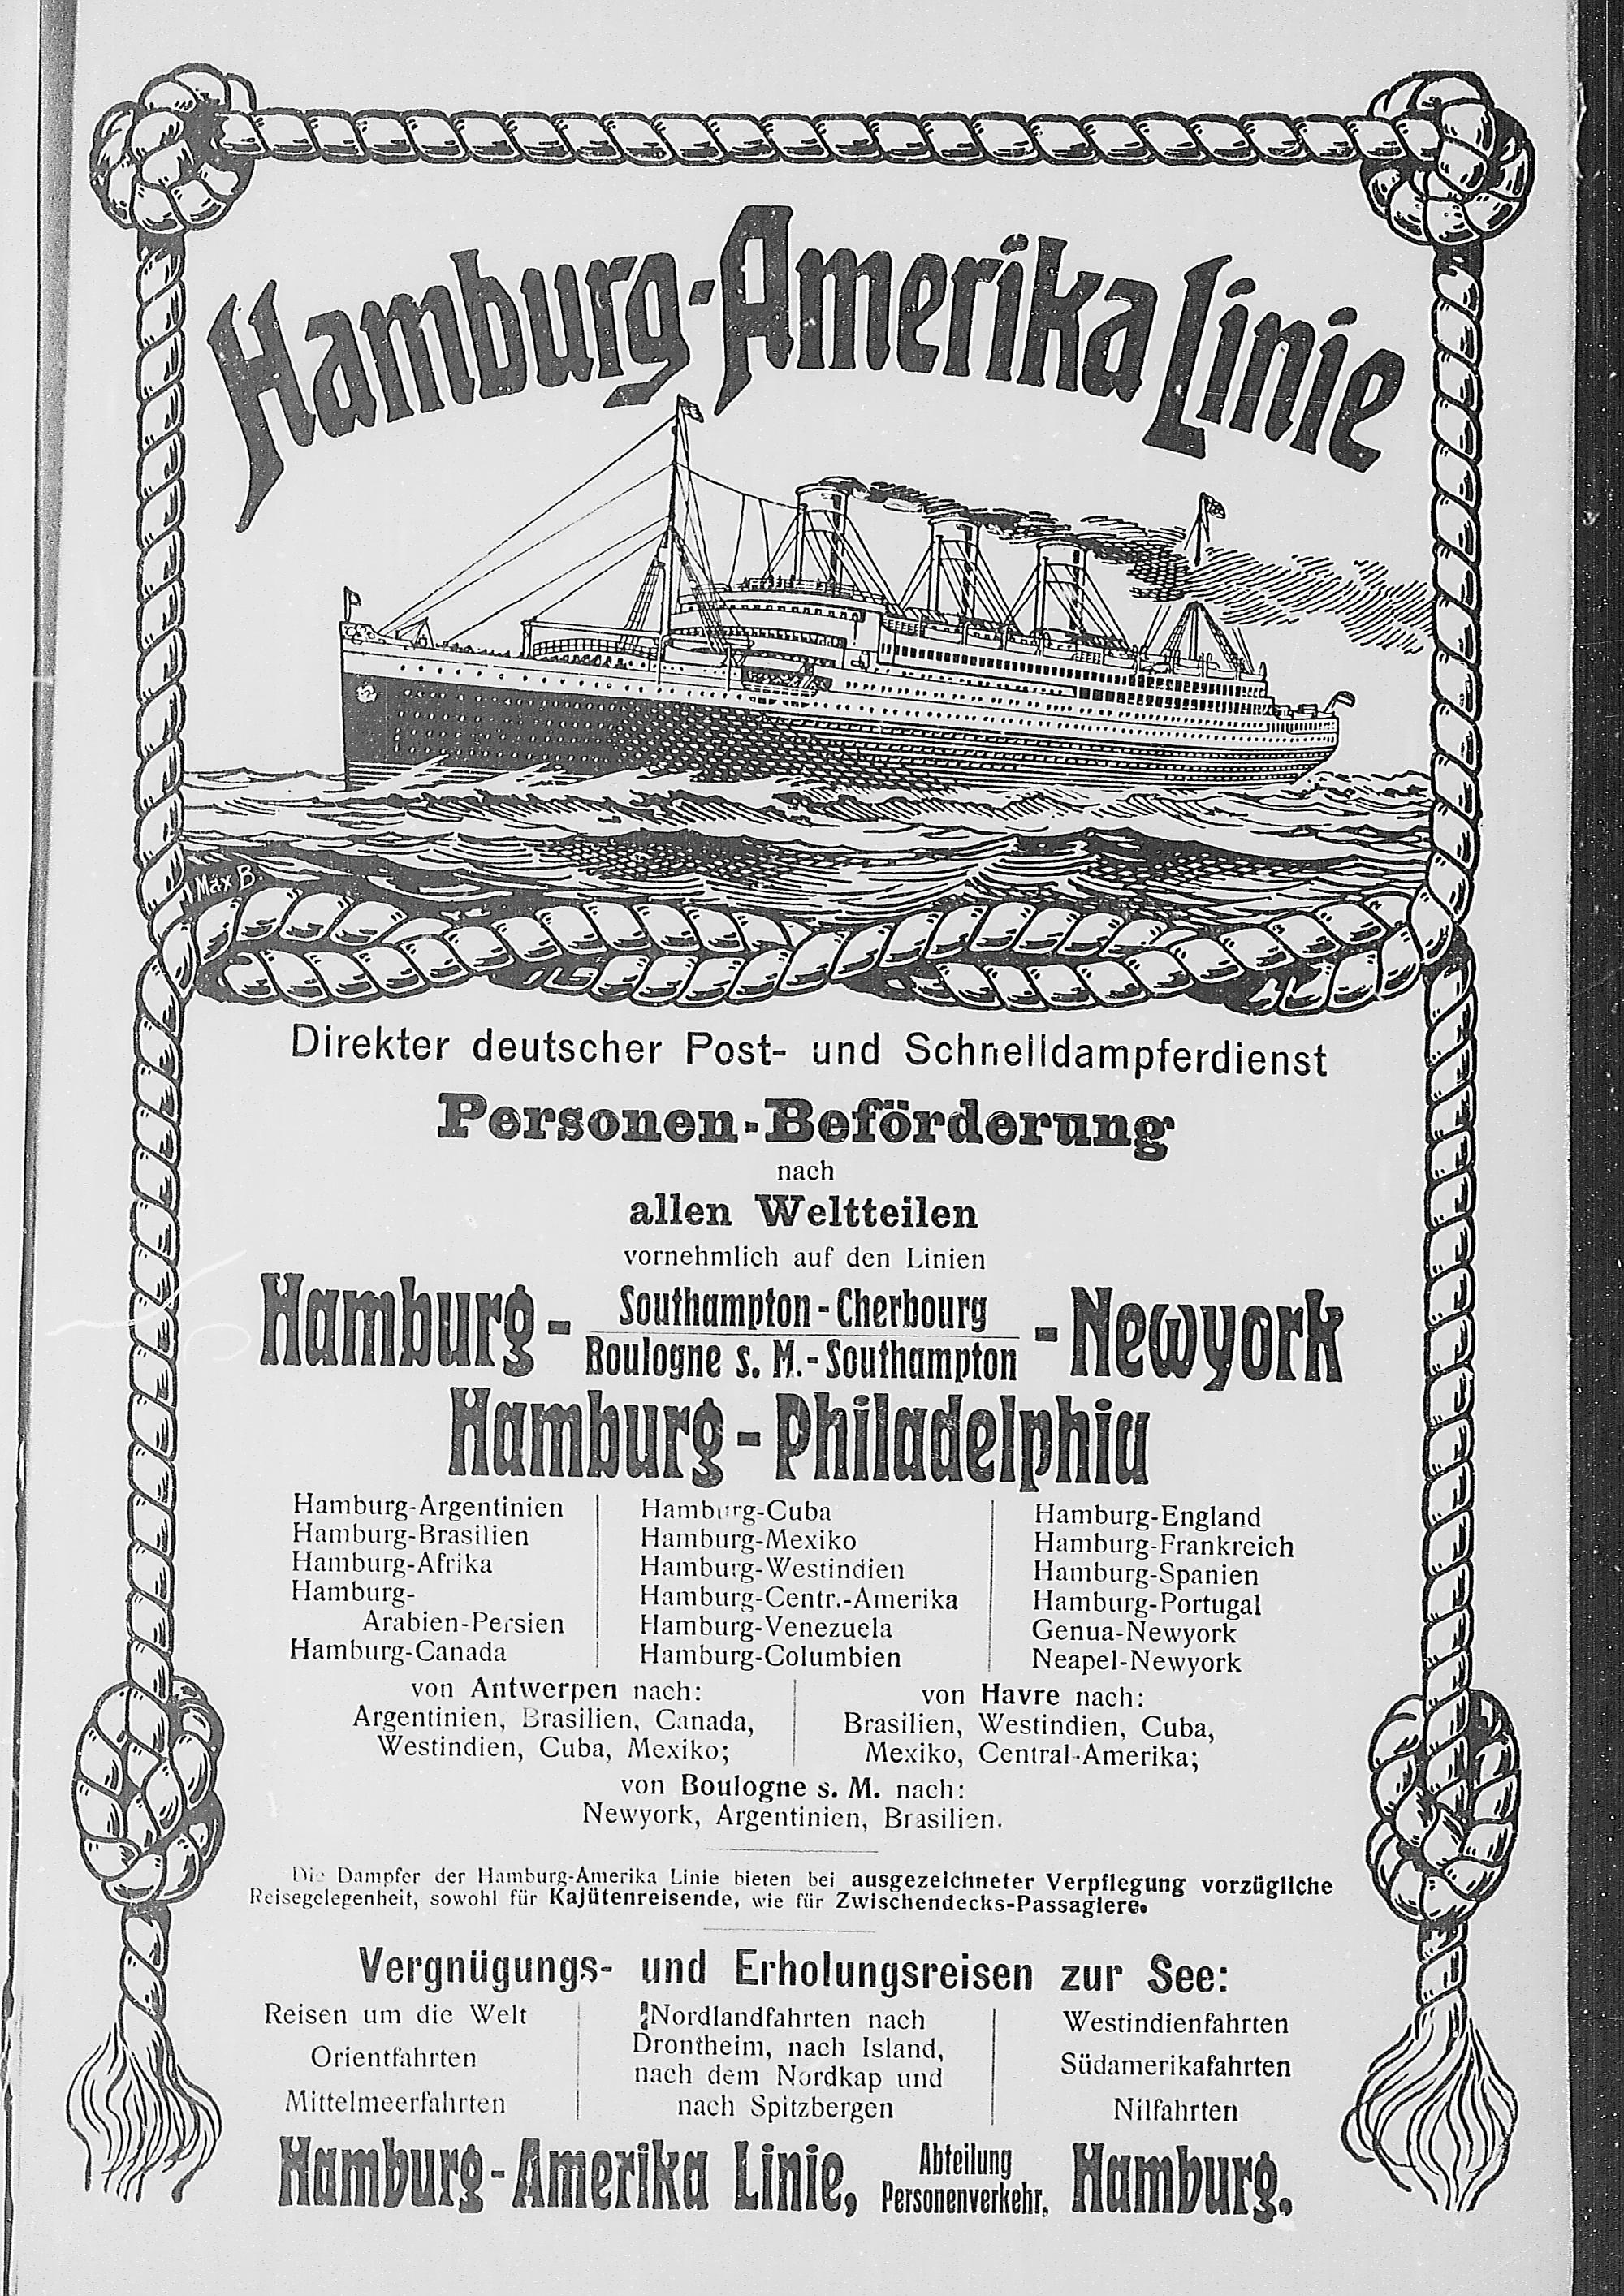 Hamburg-Amerika Linie
Max B.
Direkter deutscher Post- und Schnelldampferdienst
Personen-Beförderung
nach
allen Weltteilen
vornehmlich auf den Linien
Hamburg - Southampton - Cherbourg - Newyork
Boulogne s. M. - Southampton
Hamburg - Philadelphia
Hamburg-Argentinien
Hamburg-Brasilien
Hamburg-Afrika
Hamburg-
Arabien-Persien
Hamburg-Canada
Hamburg-Cuba
Hamburg-Mexiko
Hamburg-Westindien
Hamburg-Centr.-Amerika
Hamburg-Venezuela
Hamburg-Columbien
Hamburg-England
Hamburg-Frankreich
Hamburg-Spanien
Hamburg-Portugal
Genua-Newyork
Neapel-Newyork
von Antwerpen nach:
Argentinien, Brasilien, Canada,
Westindien, Cuba, Mexiko;
von Havre nach:
Brasilien, Westindien, Cuba,
Mexiko, Central-Amerika;
von Boulogne s. M. nach:
Newyork, Argentinien, Brasilien.
Die Dampfer der Hamburg-Amerika Linie bieten bei ausgezeichneter Verpflegung vorzügliche
Reisegelegenheit, sowohl für Kajütenreisende, wie für Zwischendecks-Passagiere.
Vergnügungs- und Erholungsreisen zur See:
Reisen um die Welt
Orientfahrten
Mittelmeerfahrten
Nordlandfahrten nach
Drontheim, nach Island,
nach dem Nordkap und
nach Spitzbergen
Westindienfahrten
Südamerikafahrten
Nilfahrten
Hamburg-Amerika Linie, Abteilung Personenverkehr, Hamburg.